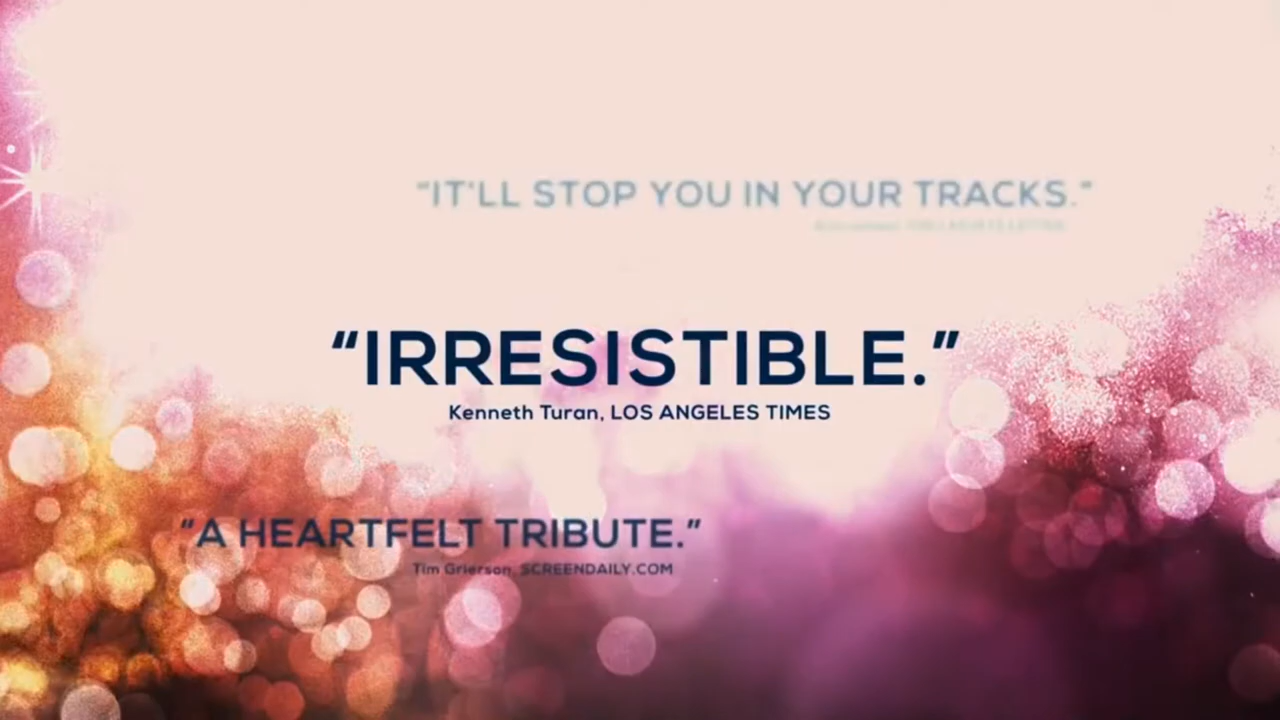 “IT'LL STOP YOU IN YOUR TRACKS.”
“IRRESISTIBLE.”
Kenneth Turan, LOS ANGELES TIMES
“A HEARTFELT TRIBUTE.”
Tim Grierson, SCREENDAILY.COM